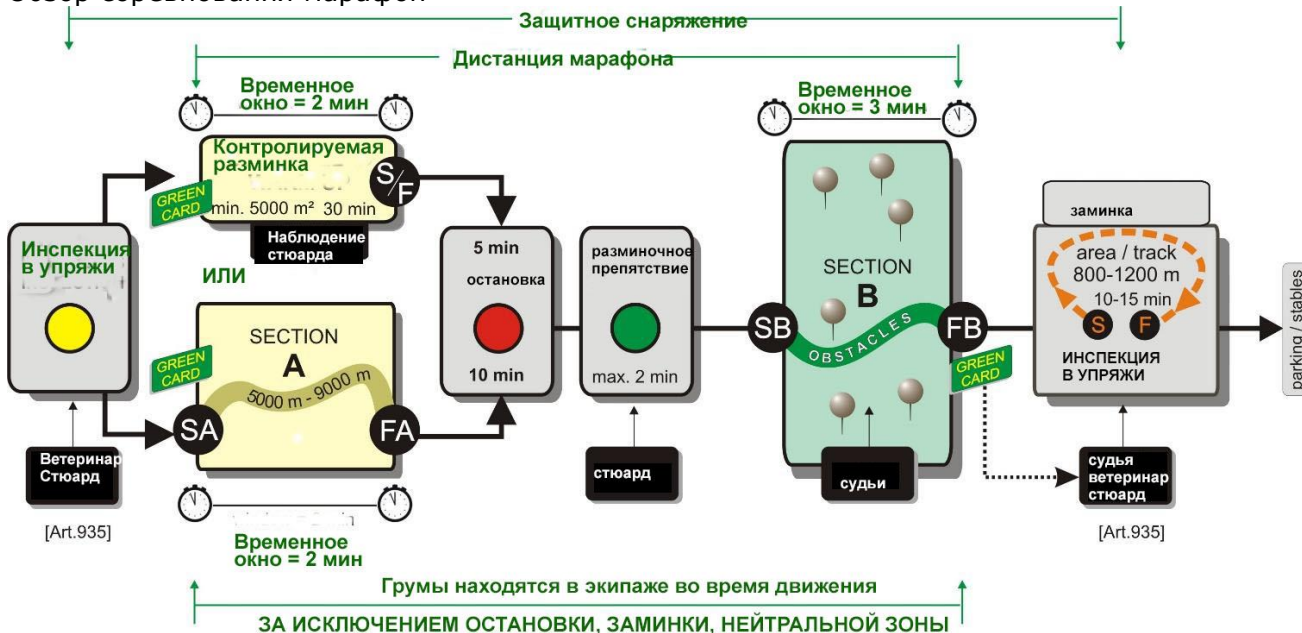 Обзор соревнований Марафон
Защитное снаряжение
Дистанция марафона
Временное
окно = 2 мин
Временное
окно = 3 мин
Контролируемая
разминка
S/F
GREEN
CARD
min. 5000 m² 30 min
Наблюдение
стюарда
Инспекция
в упряжи
ИЛИ
GREEN
CARD
SECTION
A
5000 m - 9000 m
SA
FA
5 min
остановка
10 min
разминочное
препятствие
max. 2 min
SECTION
B
SB
OBSTACLES
FB
GREEN
CARD
заминка
area / track
800-1200 m
10-15 min
S
F
ИНСПЕКЦИЯ
В УПРЯЖИ
parking / stables
Ветеринар
Стюард
стюард
судьи
судья
ветеринар
стюард
[Art.935]
[Art.935]
Временное
окно = 2 мин
Грумы находятся в экипаже во время движения
ЗА ИСКЛЮЧЕНИЕМ ОСТАНОВКИ, ЗАМИНКИ, НЕЙТРАЛЬНОЙ ЗОНЫ